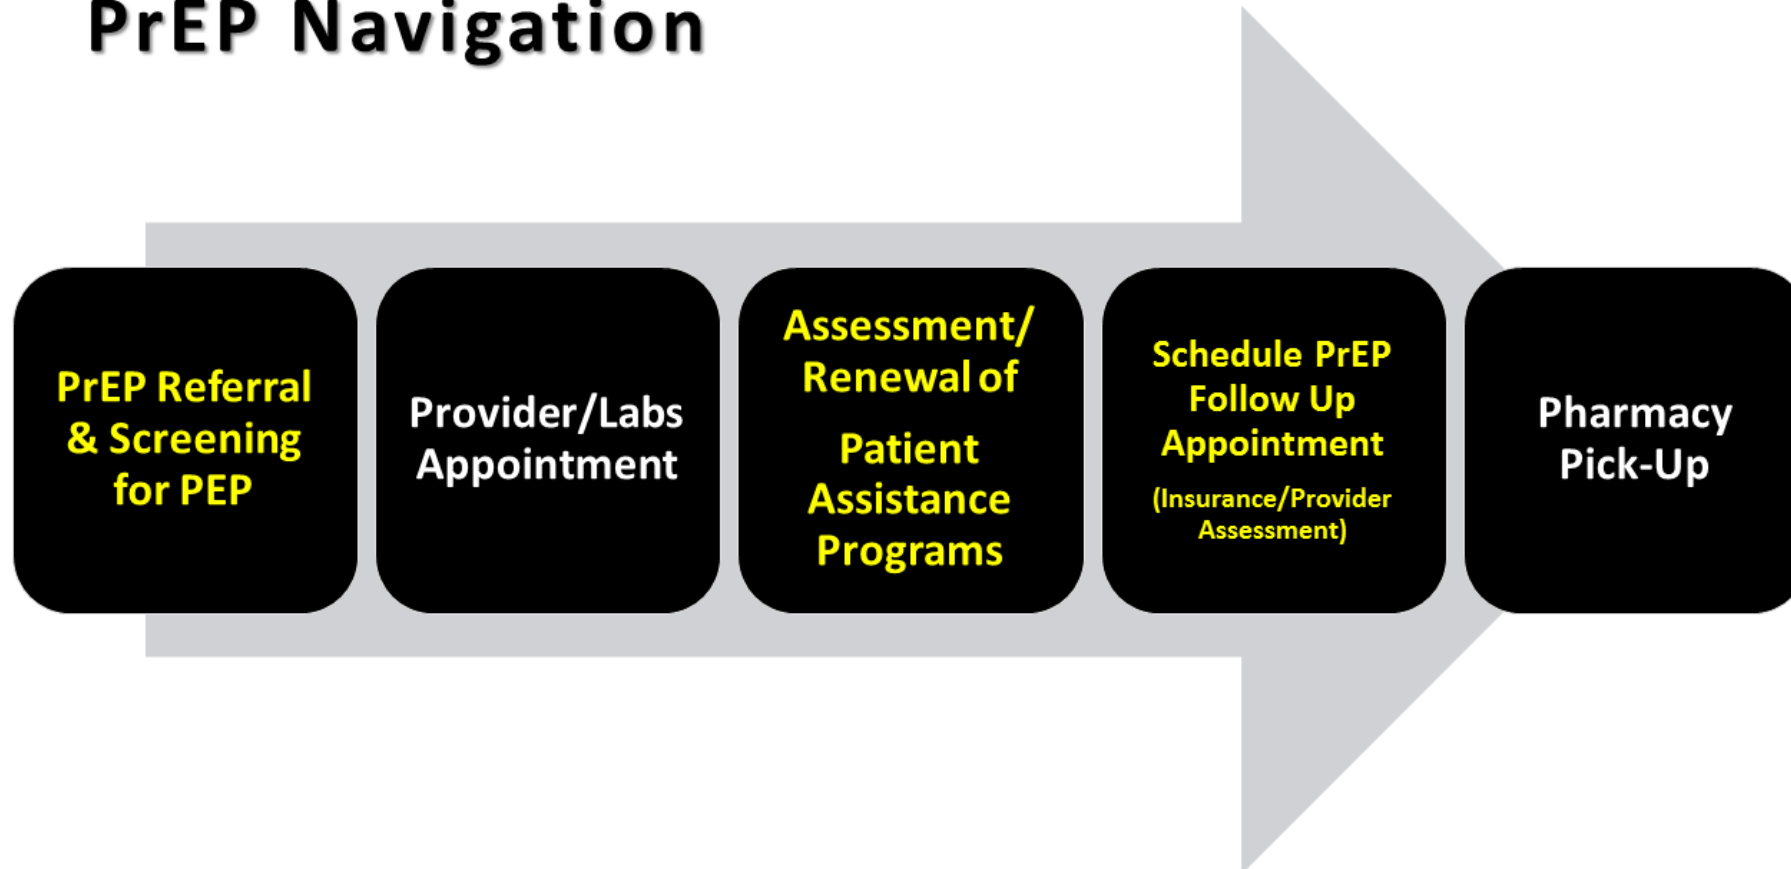 PrEP Navigation
PrEP Referral
& Screening
for PEP
Provider/Labs
Appointment
Assessment/
Renewal of
Patient
Assistance
Programs
Schedule PrEP
Follow Up
Appointment
(Insurance/Provider
Assessment)
Pharmacy
Pick-Up